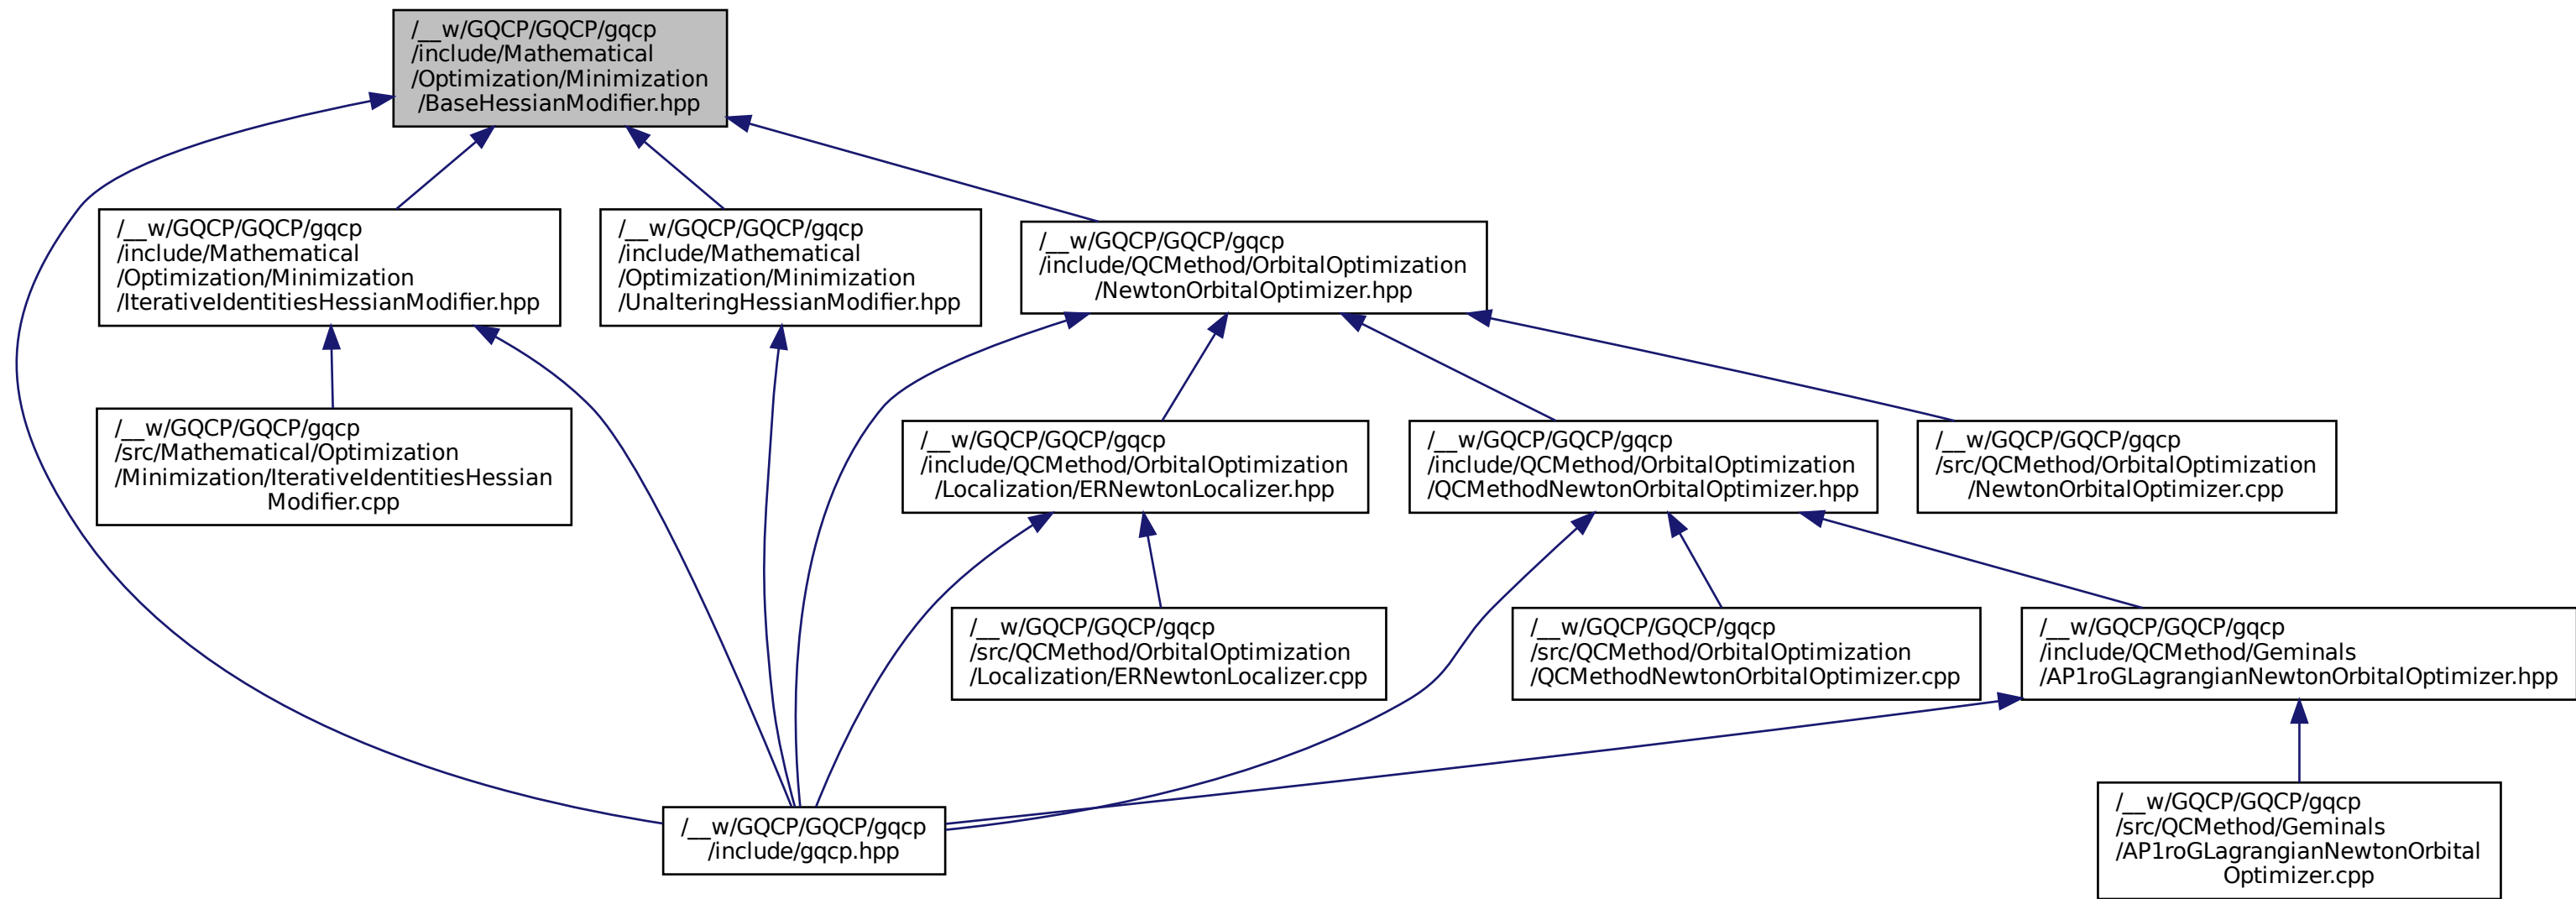 /__w/GQCP/GQCP/gqcp
/include/Mathematical
/Optimization/Minimization
/BaseHessianModifier.hpp
/__w/GQCP/GQCP/gqcp
/include/Mathematical
/Optimization/Minimization
/IterativeIdentitiesHessianModifier.hpp
/__w/GQCP/GQCP/gqcp
/include/Mathematical
/Optimization/Minimization
/UnalteringHessianModifier.hpp
/__w/GQCP/GQCP/gqcp
/include/QCMethod/OrbitalOptimization
/NewtonOrbitalOptimizer.hpp
/__w/GQCP/GQCP/gqcp
/src/Mathematical/Optimization
/Minimization/IterativeIdentitiesHessian
Modifier.cpp
/__w/GQCP/GQCP/gqcp
/include/QCMethod/OrbitalOptimization
/Localization/ERNewtonLocalizer.hpp
/__w/GQCP/GQCP/gqcp
/include/QCMethod/OrbitalOptimization
/QCMethodNewtonOrbitalOptimizer.hpp
/__w/GQCP/GQCP/gqcp
/src/QCMethod/OrbitalOptimization
/NewtonOrbitalOptimizer.cpp
/__w/GQCP/GQCP/gqcp
/src/QCMethod/OrbitalOptimization
/Localization/ERNewtonLocalizer.cpp
/__w/GQCP/GQCP/gqcp
/src/QCMethod/OrbitalOptimization
/QCMethodNewtonOrbitalOptimizer.cpp
/__w/GQCP/GQCP/gqcp
/include/QCMethod/Geminals
/AP1roGLagrangianNewtonOrbitalOptimizer.hpp
/__w/GQCP/GQCP/gqcp
/include/gqcp.hpp
/__w/GQCP/GQCP/gqcp
/src/QCMethod/Geminals
/AP1roGLagrangianNewtonOrbital
Optimizer.cpp